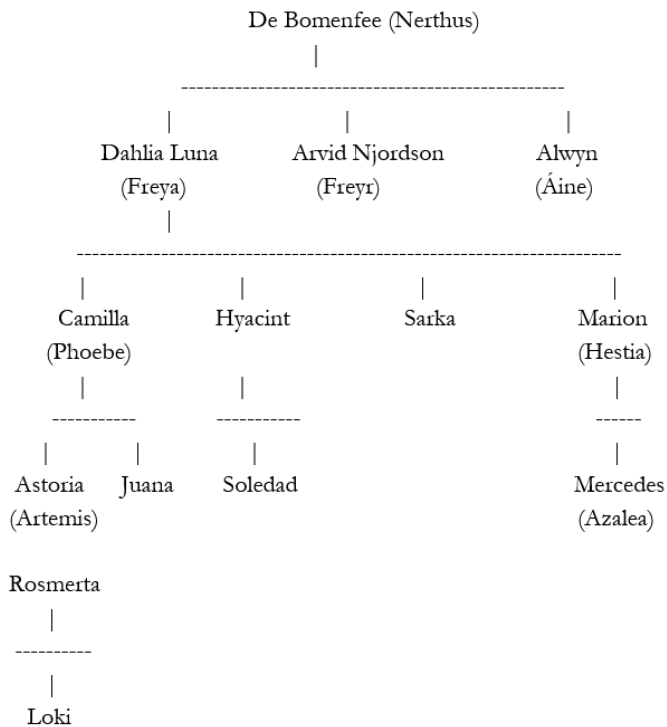 De Bomenfee (Nerthus)
Dahlia Luna Arvid Njordson Alwyn
(Freya) (Freyr) (Áine)
Camilla Hyacint Sarka Marion
(Phoebe) (Hestia)
Astoria Juana Soledad Mercedes
(Artemis) (Azalea)
Rosmerta
Loki